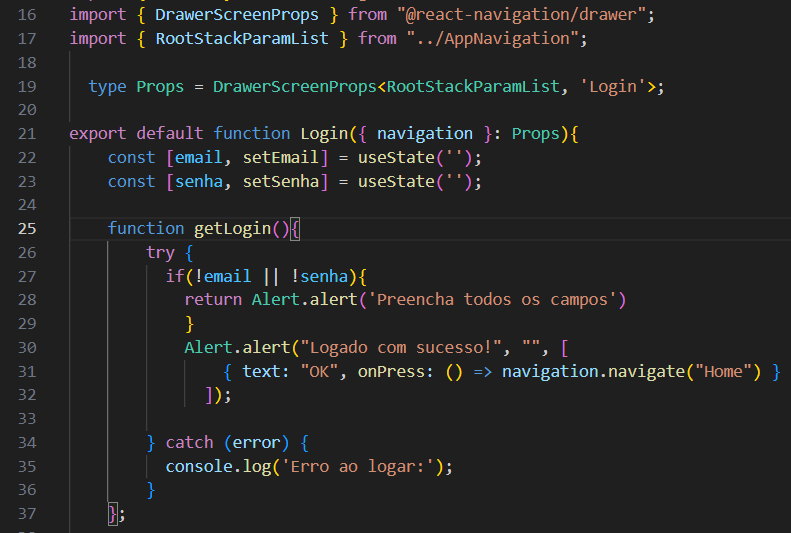 16 import { DrawerScreenProps } from "@react-navigation/drawer";
17 import { RootStackParamList } from "../AppNavigation";
18
19 type Props = DrawerScreenProps<RootStackParamList, 'Login'>;
20
21 export default function Login({ navigation }: Props){
22 const [email, setEmail] = useState('');
23 const [senha, setSenha] = useState('');
24
25 function getLogin(){
26 try {
27 if(!email || !senha){
28 return Alert.alert('Preencha todos os campos')
29 }
30 Alert.alert("Logado com sucesso!", "", [
31 { text: "OK", onPress: () => navigation.navigate("Home") }
32 ]);
33
34 } catch (error) {
35 console.log('Erro ao logar:');
36 }
37 };